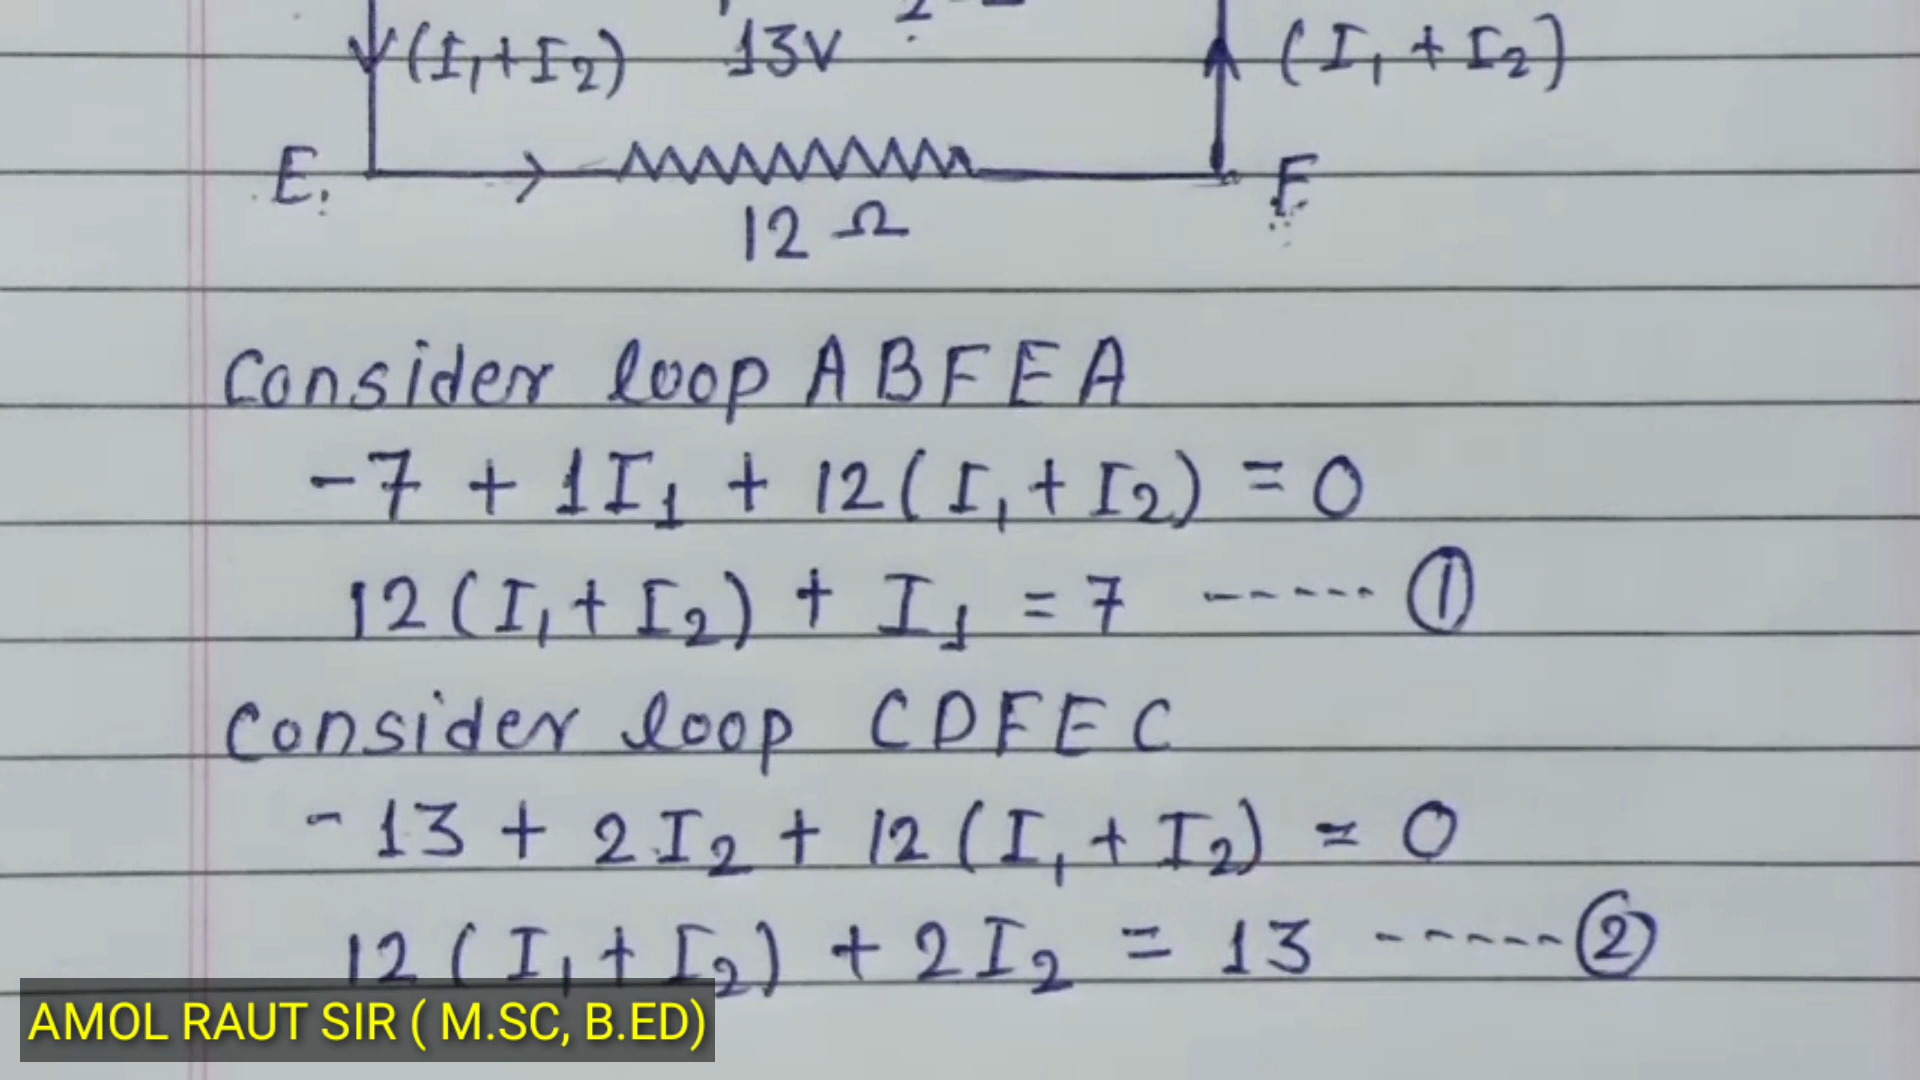 (I₁+I₂) 13V 2 (I₁+I₂)
E. F
12 Ω
Consider loop ABFEA
-7 + 1I₁ + 12(I₁+I₂) = 0
12(I₁+I₂) + I₁ = 7 ------ ①
Consider loop CDFEC
-13 + 2I₂ + 12(I₁+I₂) = 0
12(I₁+I₂) + 2I₂ = 13 ------ ②
AMOL RAUT SIR ( M.SC, B.ED)